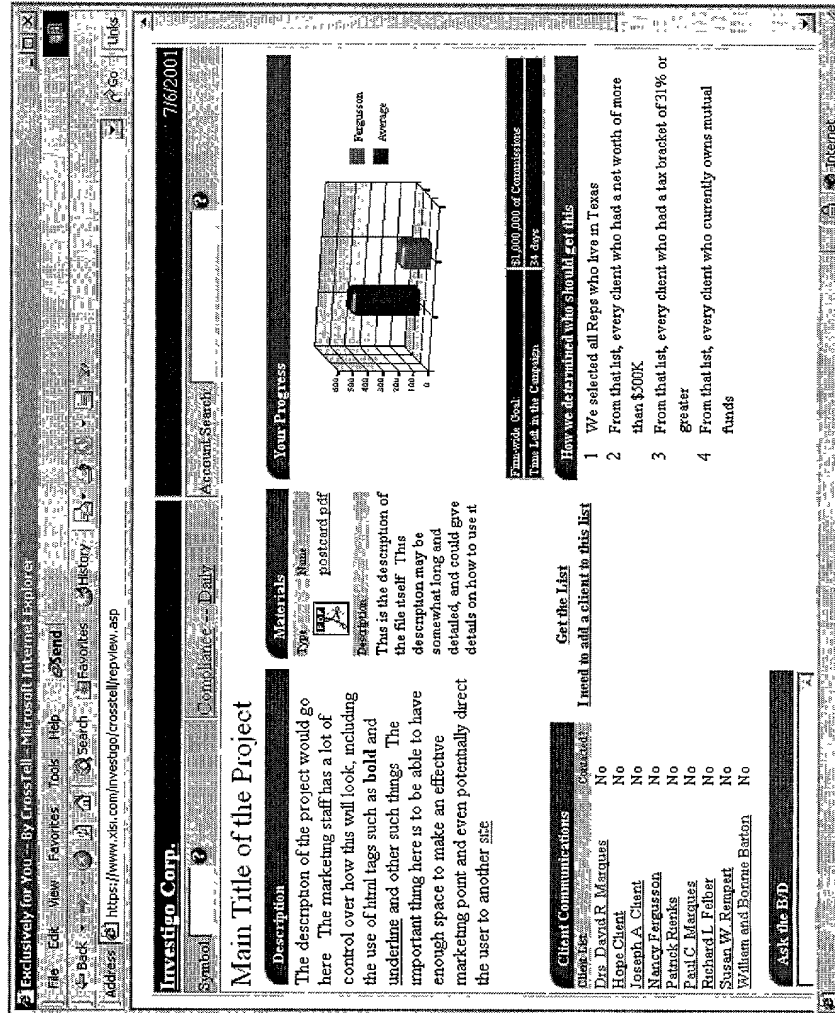 Exclusively for You -- By CrossTell - Microsoft Internet Explorer
File Edit View Favorites Tools Help Send
Back Search Favorites History
Address https://www.xisi.com/investigo/crosstell/repview.asp Go Links
Investigo Corp. 7/6/2001
Symbol: Compliance -- Daily Account Search:
Main Title of the Project
Description
The description of the project would go
here The marketing staff has a lot of
control over how this will look, including
the use of html tags such as bold and
underline and other such things The
important thing here is to be able to have
enough space to make an effective
marketing point and even potentially direct
the user to another site
Materials
Type Name
PDF postcard pdf
Description
This is the description of
the file itself This
description may be
somewhat long and
detailed, and could give
details on how to use it
Your Progress
600
500
400
300
200
100
0
Fergusson
Average
Firm-wide Goal: $1,000,000 of Commissions
Time Left in the Campaign 34 days
Client Communications
Client List Contacted
Drs David R Marques No
Hope Client No
Joseph A Client No
Nancy Fergusson No
Patrick Rienks No
Paul C Marques No
Richard L Felber No
Susan W Rempert No
William and Bonnie Barton No
Get the List
I need to add a client to this list
How we determined who should get this
1 We selected all Reps who live in Texas
2 From that list, every client who had a net worth of more
than $500K
3 From that list, every client who had a tax bracket of 31% or
greater
4 From that list, every client who currently owns mutual
funds
Ask the B/D
Internet